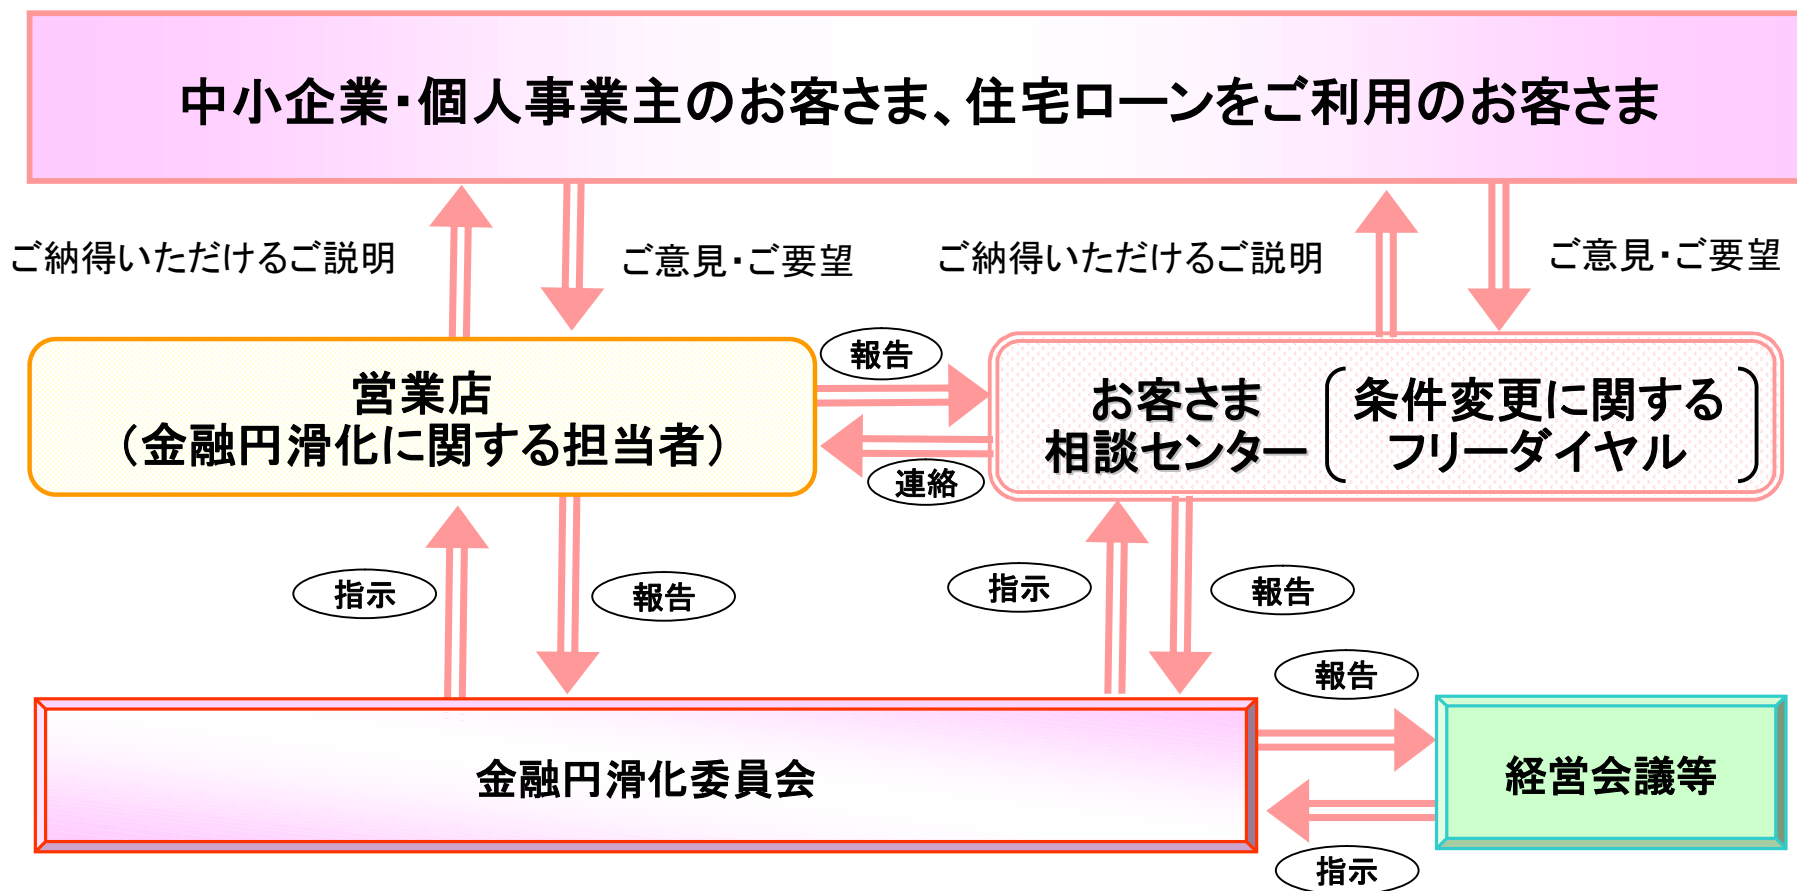 中小企業・個人事業主のお客さま、住宅ローンをご利用のお客さま
ご納得いただけるご説明
ご意見・ご要望
ご納得いただけるご説明
ご意見・ご要望
営業店
（金融円滑化に関する担当者）
報告
連絡
お客さま
相談センター
条件変更に関する
フリーダイヤル
指示
報告
指示
報告
金融円滑化委員会
報告
経営会議等
指示